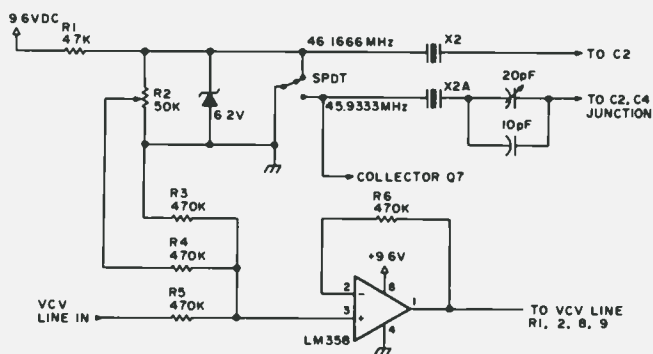 9 6VDC
R1
47K
R2
50K
6 2V
46 1666 MHz
X2
TO C2
SPDT
45.9333MHz
X2A
20pF
10pF
TO C2, C4
JUNCTION
COLLECTOR Q7
R3
470K
R4
470K
R5
470K
VCV
LINE IN
R6
470K
+9.6V
2
−
8
3
+
1
4
LM358
TO VCV LINE
R1, 2, 8, 9